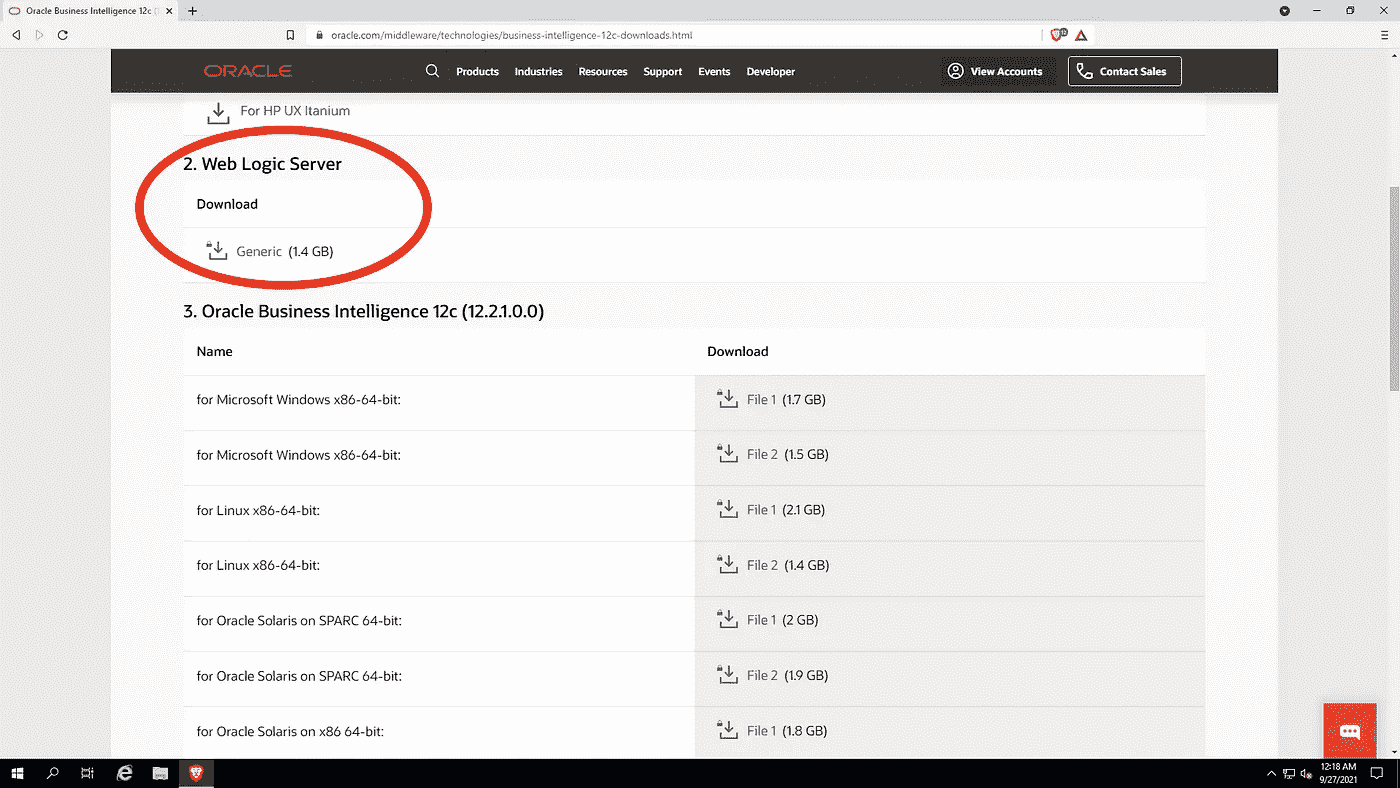 Oracle Business Intelligence 12c
oracle.com/middleware/technologies/business-intelligence-12c-downloads.html
ORACLE
Products Industries Resources Support Events Developer
View Accounts
Contact Sales
For HP UX Itanium
2. Web Logic Server
Download
Generic (1.4 GB)
3. Oracle Business Intelligence 12c (12.2.1.0.0)
Name Download
for Microsoft Windows x86-64-bit: File 1 (1.7 GB)
for Microsoft Windows x86-64-bit: File 2 (1.5 GB)
for Linux x86-64-bit: File 1 (2.1 GB)
for Linux x86-64-bit: File 2 (1.4 GB)
for Oracle Solaris on SPARC 64-bit: File 1 (2 GB)
for Oracle Solaris on SPARC 64-bit: File 2 (1.9 GB)
for Oracle Solaris on x86 64-bit: File 1 (1.8 GB)
12:18 AM
9/27/2021